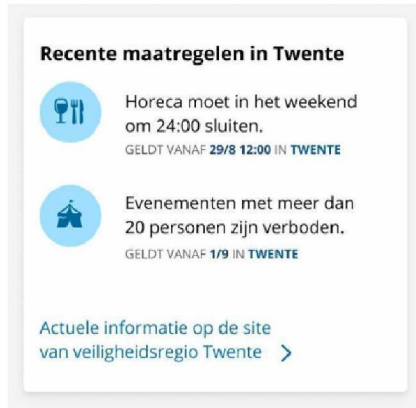 Recente maatregelen in Twente
Horeca moet in het weekend
om 24:00 sluiten.
GELDT VANAF 29/8 12:00 IN TWENTE
Evenementen met meer dan
20 personen zijn verboden.
GELDT VANAF 1/9 IN TWENTE
Actuele informatie op de site
van veiligheidsregio Twente